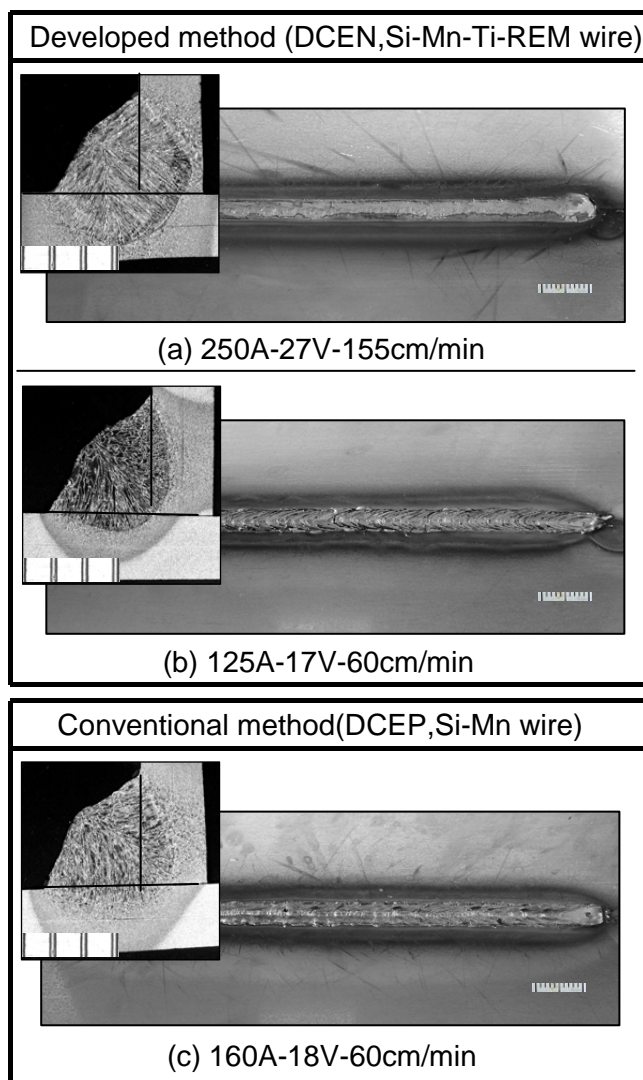 Developed method (DCEN,Si-Mn-Ti-REM wire)
(a) 250A-27V-155cm/min
(b) 125A-17V-60cm/min
Conventional method(DCEP,Si-Mn wire)
(c) 160A-18V-60cm/min